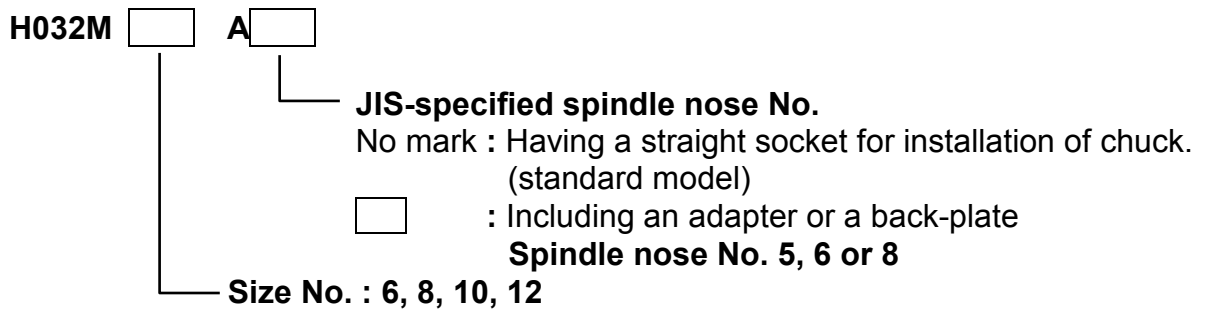 H032M A
JIS-specified spindle nose No.
No mark : Having a straight socket for installation of chuck.
(standard model)
: Including an adapter or a back-plate
Spindle nose No. 5, 6 or 8
Size No. : 6, 8, 10, 12